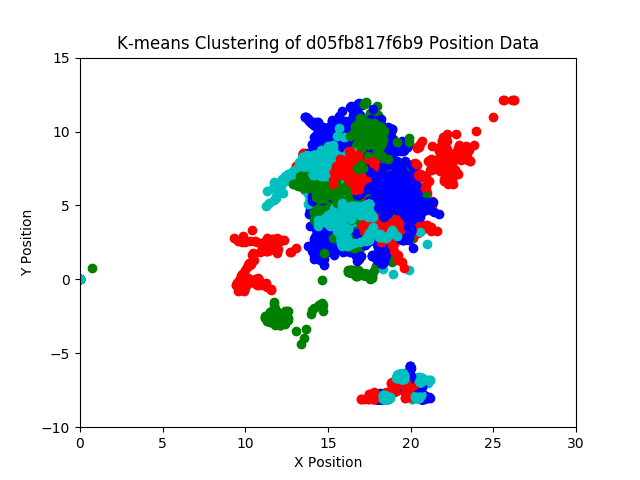 K-means Clustering of d05fb817f6b9 Position Data
15
10
5
0
−5
−10
Y Position
0 5 10 15 20 25 30
X Position